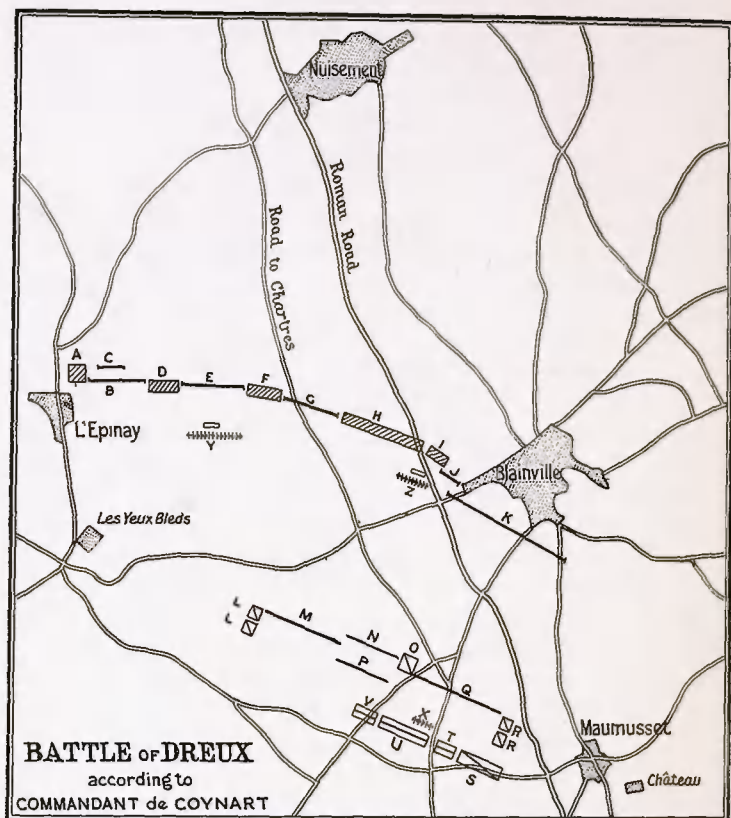 Nuisement
Roman Road
Road to Chartres
A
C
B
D
E
F
G
H
I
J
Y
Z
K
L'Epinay
Blainville
Les Yeux Bleds
L
L
M
N
O
P
Q
R
R
V
X
U
T
S
Maumusset
Château
BATTLE OF DREUX
according to
COMMANDANT de COYNART